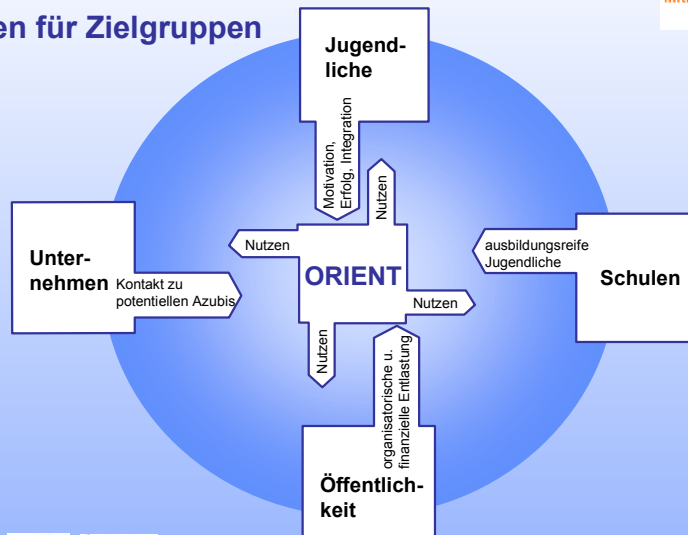 en für Zielgruppen
Jugend-
liche
Motivation,
Erfolg, Integration
Nutzen
Unter-
nehmen
Kontakt zu
potentiellen Azubis
Nutzen
ORIENT
Nutzen
ausbildungsreife
Jugendliche
Schulen
Nutzen
organisatorische u.
finanzielle Entlastung
Öffentlich-
keit